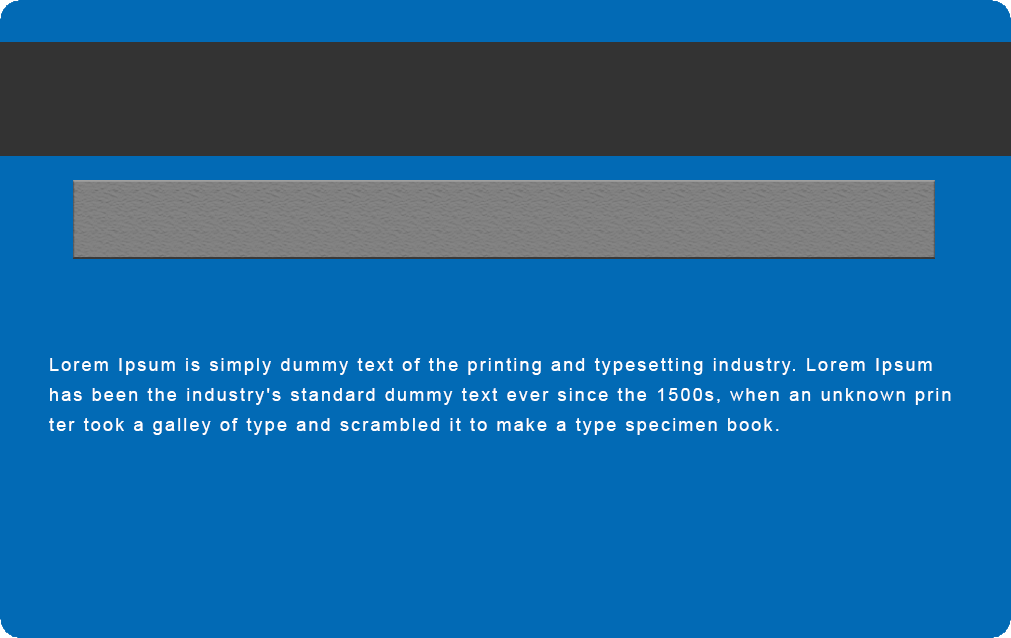 Lorem Ipsum is simply dummy text of the printing and typesetting industry. Lorem Ipsum
has been the industry's standard dummy text ever since the 1500s, when an unknown prin
ter took a galley of type and scrambled it to make a type specimen book.